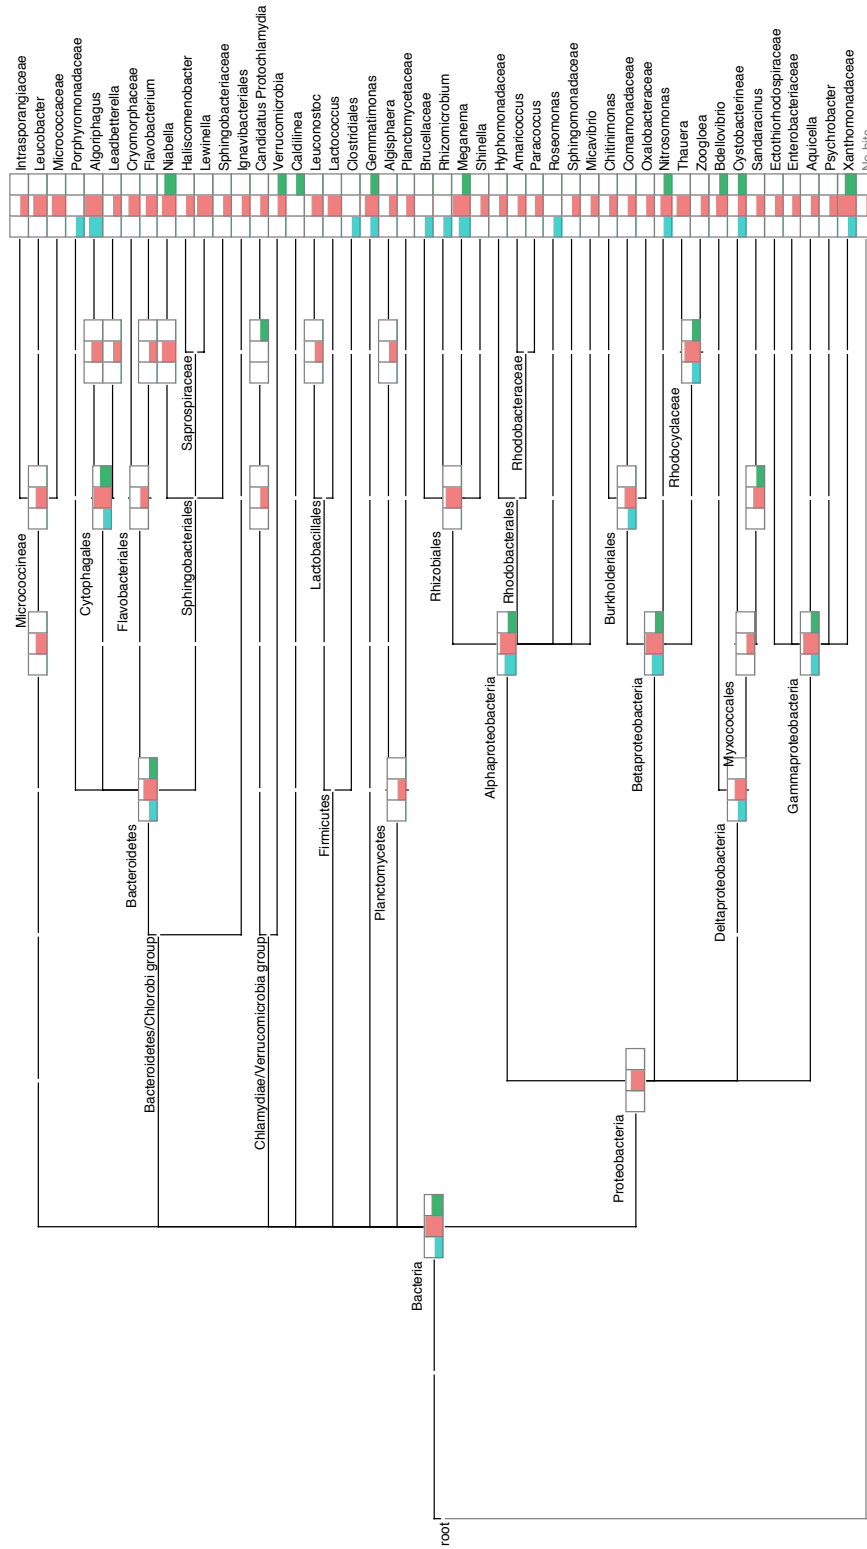 Intrasporangiaceae
Leucobacter
Micrococcaceae
Porphyromonadaceae
Algoriphagus
Leadbetterella
Cryomorphaceae
Flavobacterium
Niabella
Haliscomenobacter
Lewinella
Sphingobacteriaceae
Ignavibacteriales
Candidatus Protochlamydia
Verrucomicrobia
Caldilinea
Leuconostoc
Lactococcus
Clostridiales
Gemmatimonas
Algisphaera
Planctomycetaceae
Brucellaceae
Rhizomicrobium
Meganema
Shinella
Hyphomonadaceae
Amaricoccus
Paracoccus
Roseomonas
Sphingomonadaceae
Micavibrio
Chitinimonas
Comamonadaceae
Oxalobacteraceae
Nitrosomonas
Thauera
Zoogloea
Bdellovibrio
Cystobacterineae
Sandaracinus
Ectothiorhodospiraceae
Enterobacteriaceae
Aquicella
Psychrobacter
Xanthomonadaceae
No hits
Saprospiraceae
Rhodobacteraceae
Rhodocyclaceae
Micrococcineae
Cytophagales
Flavobacteriales
Sphingobacteriales
Lactobacillales
Rhizobiales
Rhodobacterales
Burkholderiales
Alphaproteobacteria
Betaproteobacteria
Myxococcales
Gammaproteobacteria
Bacteroidetes
Firmicutes
Planctomycetes
Deltaproteobacteria
Bacteroidetes/Chlorobi group
Chlamydiae/Verrucomicrobia group
Proteobacteria
Bacteria
root